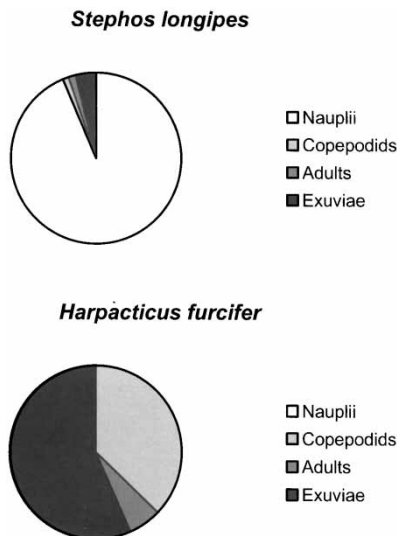 Stephos longipes
Nauplii
Copepodids
Adults
Exuviae
Harpacticus furcifer
Nauplii
Copepodids
Adults
Exuviae